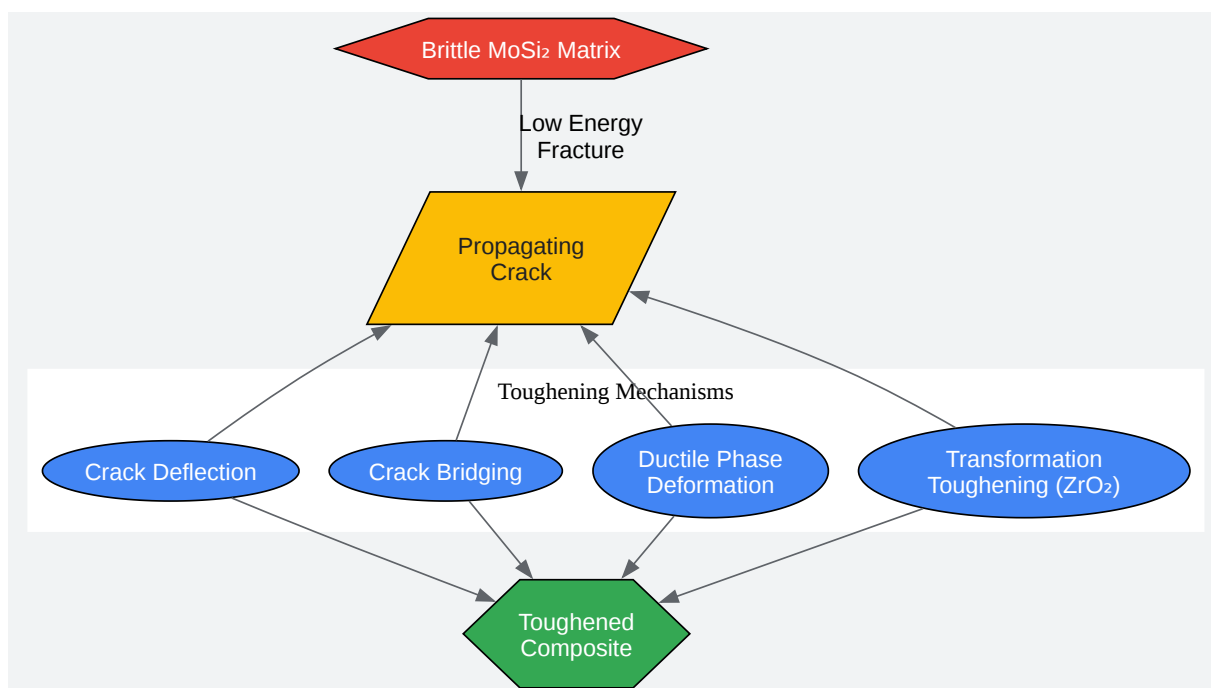 Brittle MoSi₂ Matrix
Low Energy
Fracture
Propagating
Crack
Toughening Mechanisms
Crack Deflection
Crack Bridging
Ductile Phase
Deformation
Transformation
Toughening (ZrO₂)
Toughened
Composite